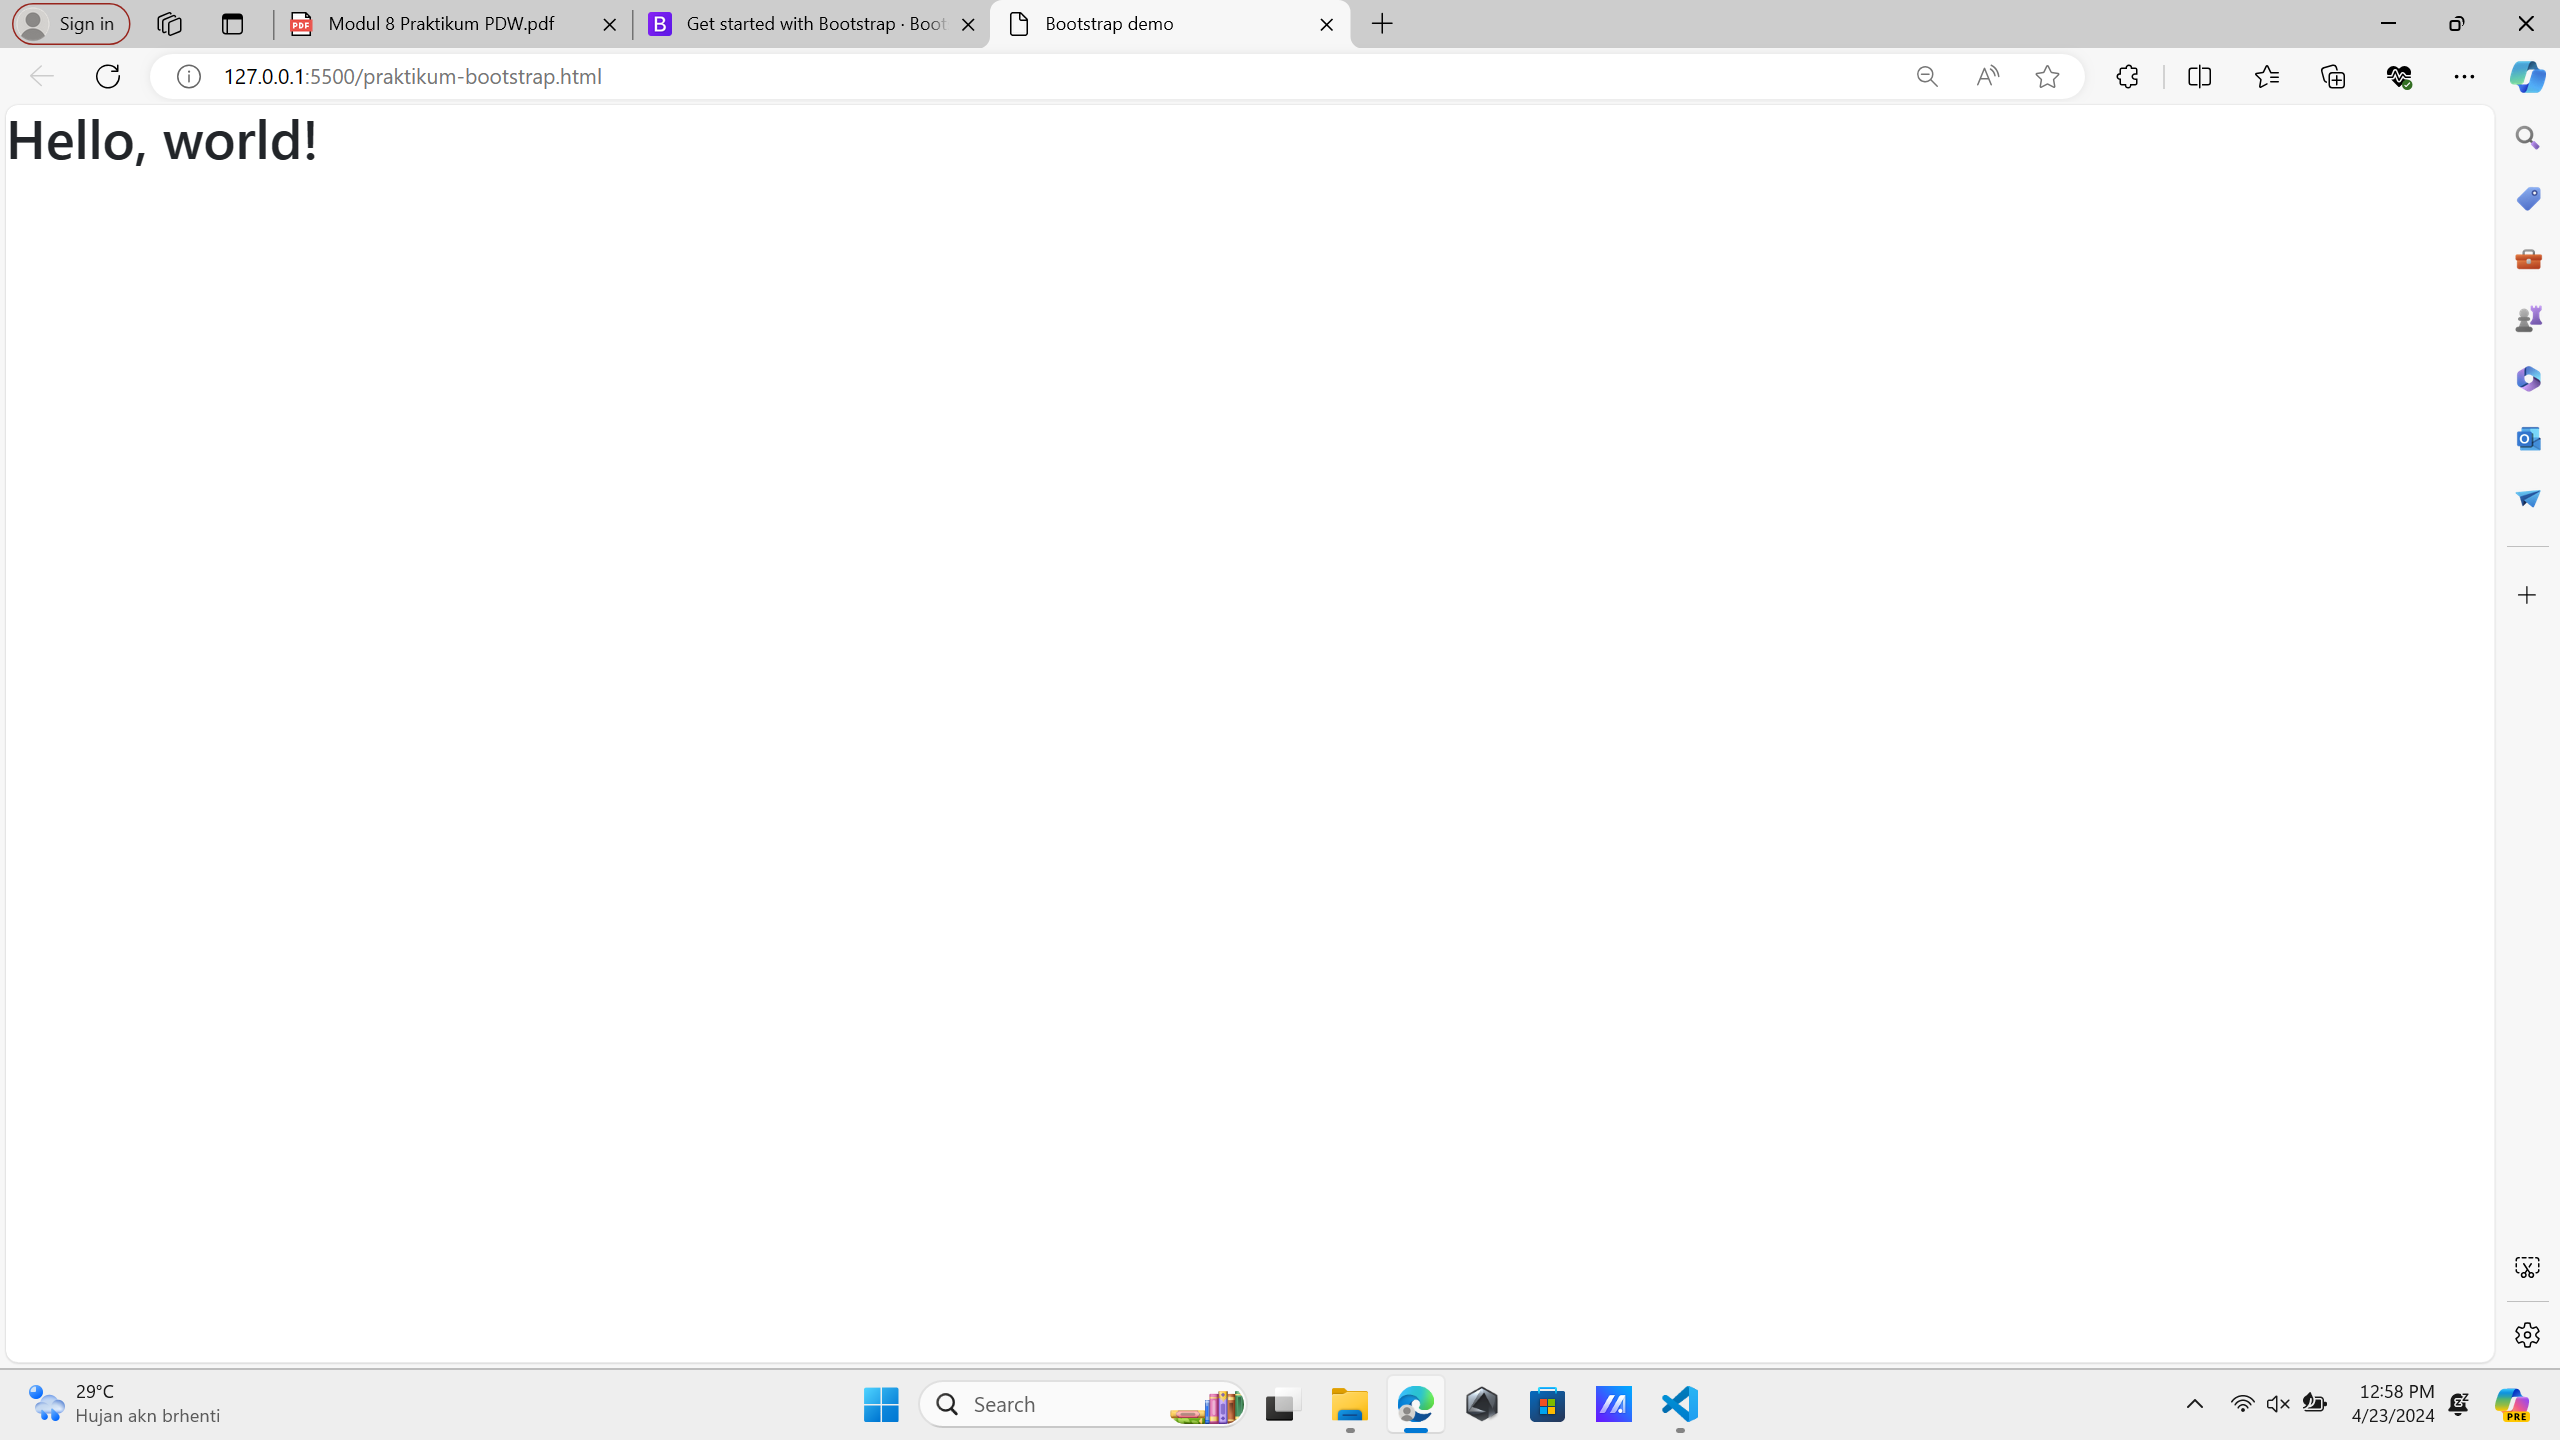 Sign in
Modul 8 Praktikum PDW.pdf
Get started with Bootstrap · Boot
Bootstrap demo
127.0.0.1:5500/praktikum-bootstrap.html
Hello, world!
29°C
Hujan akn brhenti
Search
12:58 PM
4/23/2024
PRE